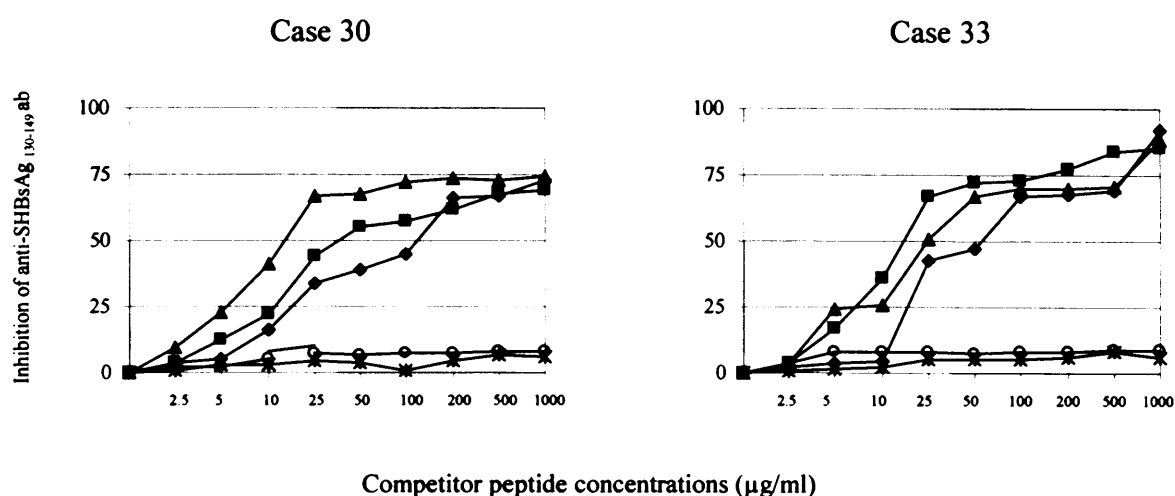 Case 30
Case 33
Inhibition of anti-SHBsAg 130-149 ab
100
75
50
25
0
2.5 5 10 25 50 100 200 500 1000
100
75
50
25
0
2.5 5 10 25 50 100 200 500 1000
Competitor peptide concentrations (µg/ml)